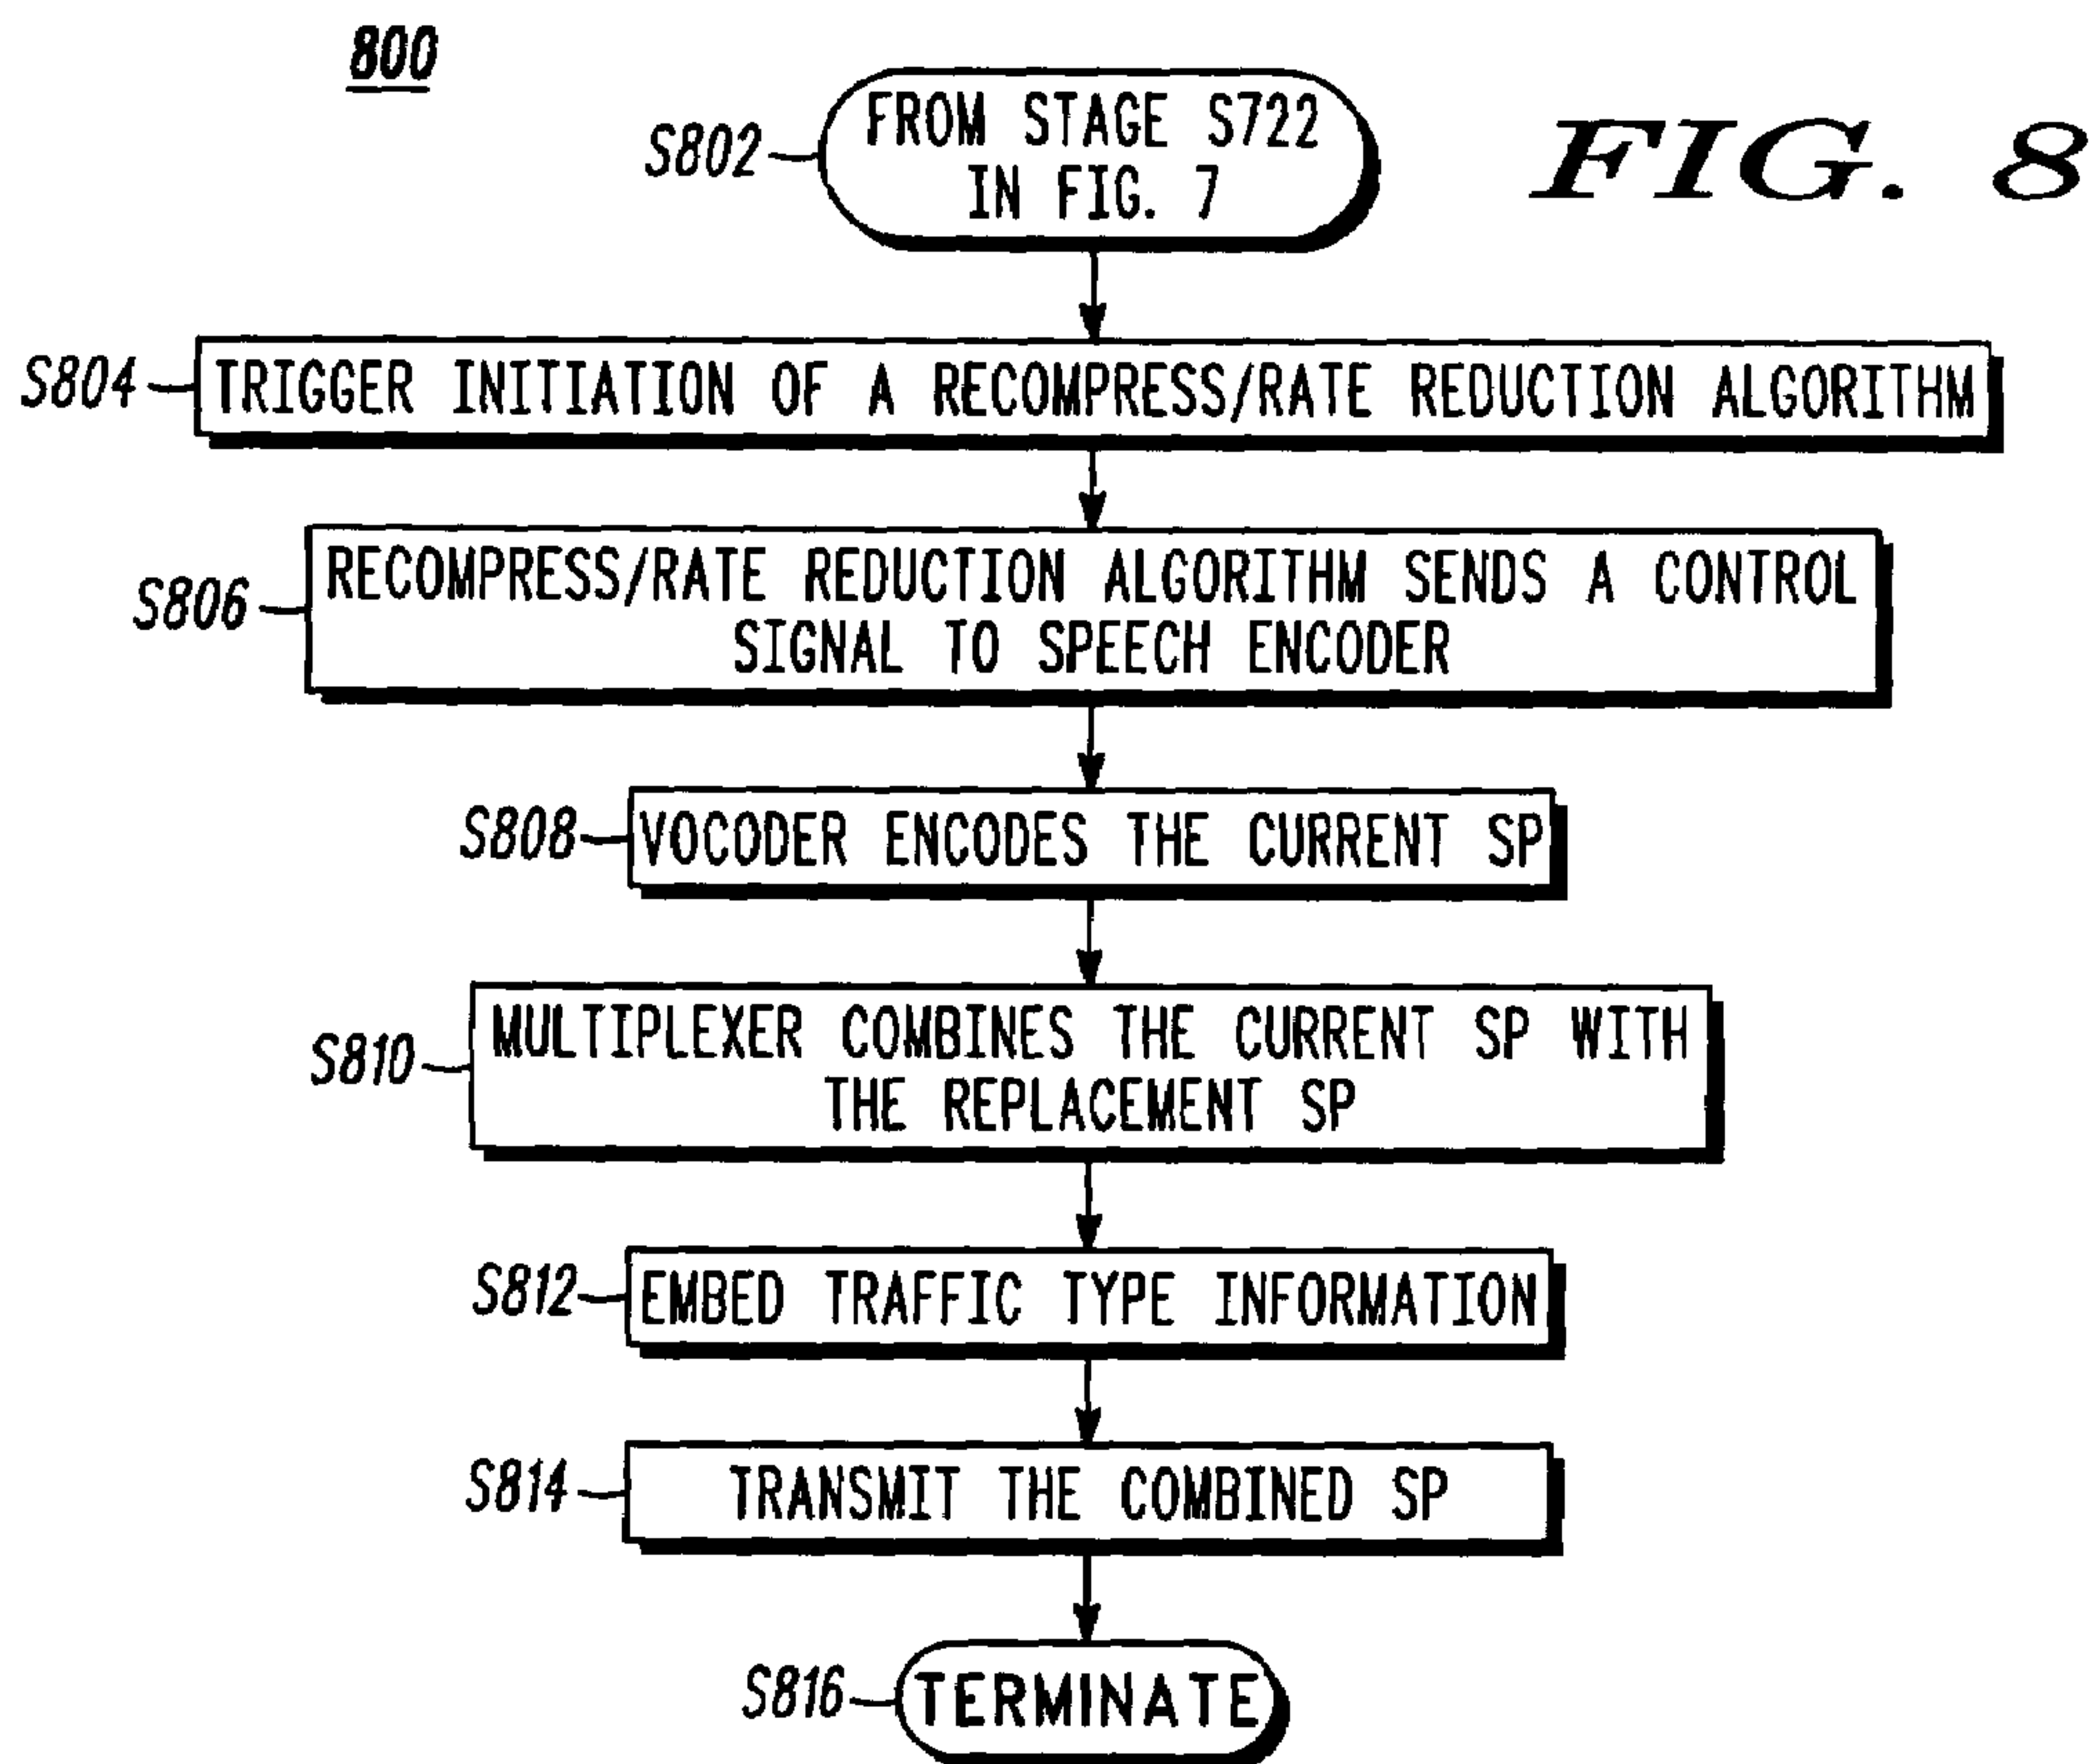 800
FIG. 8
S802
FROM STAGE S722
IN FIG. 7
S804
TRIGGER INITIATION OF A RECOMPRESS/RATE REDUCTION ALGORITHM
S806
RECOMPRESS/RATE REDUCTION ALGORITHM SENDS A CONTROL
SIGNAL TO SPEECH ENCODER
S808
VOCODER ENCODES THE CURRENT SP
S810
MULTIPLEXER COMBINES THE CURRENT SP WITH
THE REPLACEMENT SP
S812
EMBED TRAFFIC TYPE INFORMATION
S814
TRANSMIT THE COMBINED SP
S816
TERMINATE